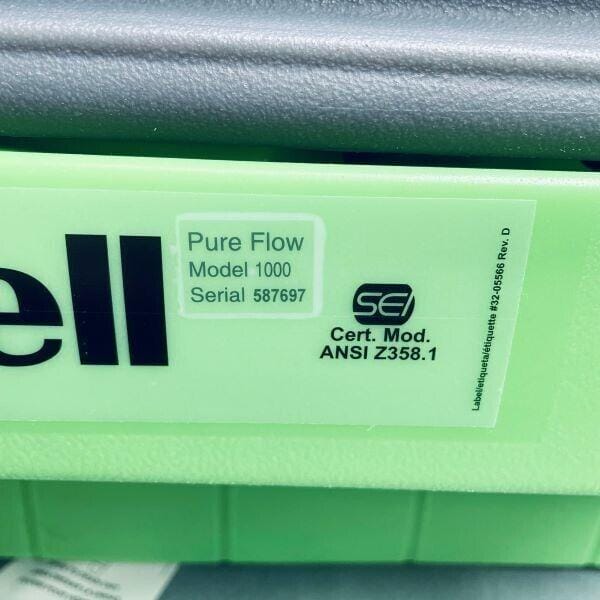 ell
Pure Flow
Model 1000
Serial 587697
SEI
Cert. Mod.
ANSI Z358.1
Label/etiqueta/étiquette #32-05566 Rev. D